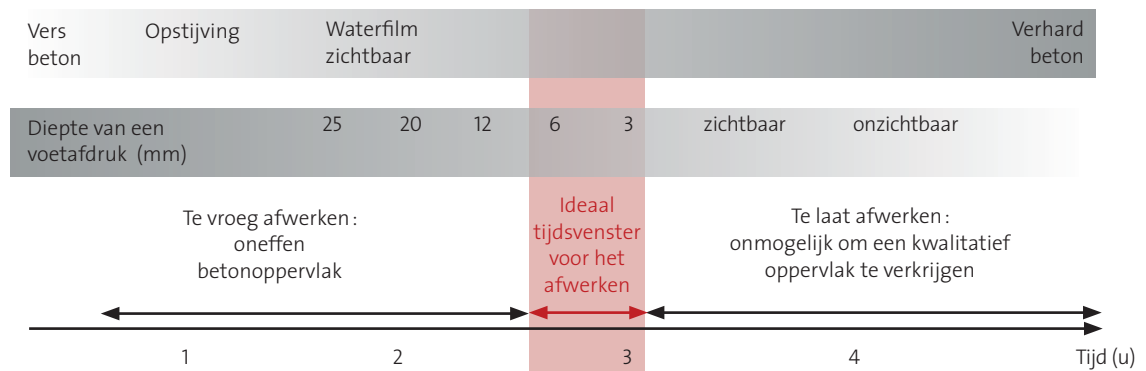 Vers
beton
Opstijving
Waterfilm
zichtbaar
Verhard
beton
Diepte van een
voetafdruk (mm)
25 20 12 6 3 zichtbaar onzichtbaar
Te vroeg afwerken :
oneffen
betonoppervlak
Ideaal
tijdsvenster
voor het
afwerken
Te laat afwerken :
onmogelijk om een kwalitatief
oppervlak te verkrijgen
1 2 3 4 Tijd (u)